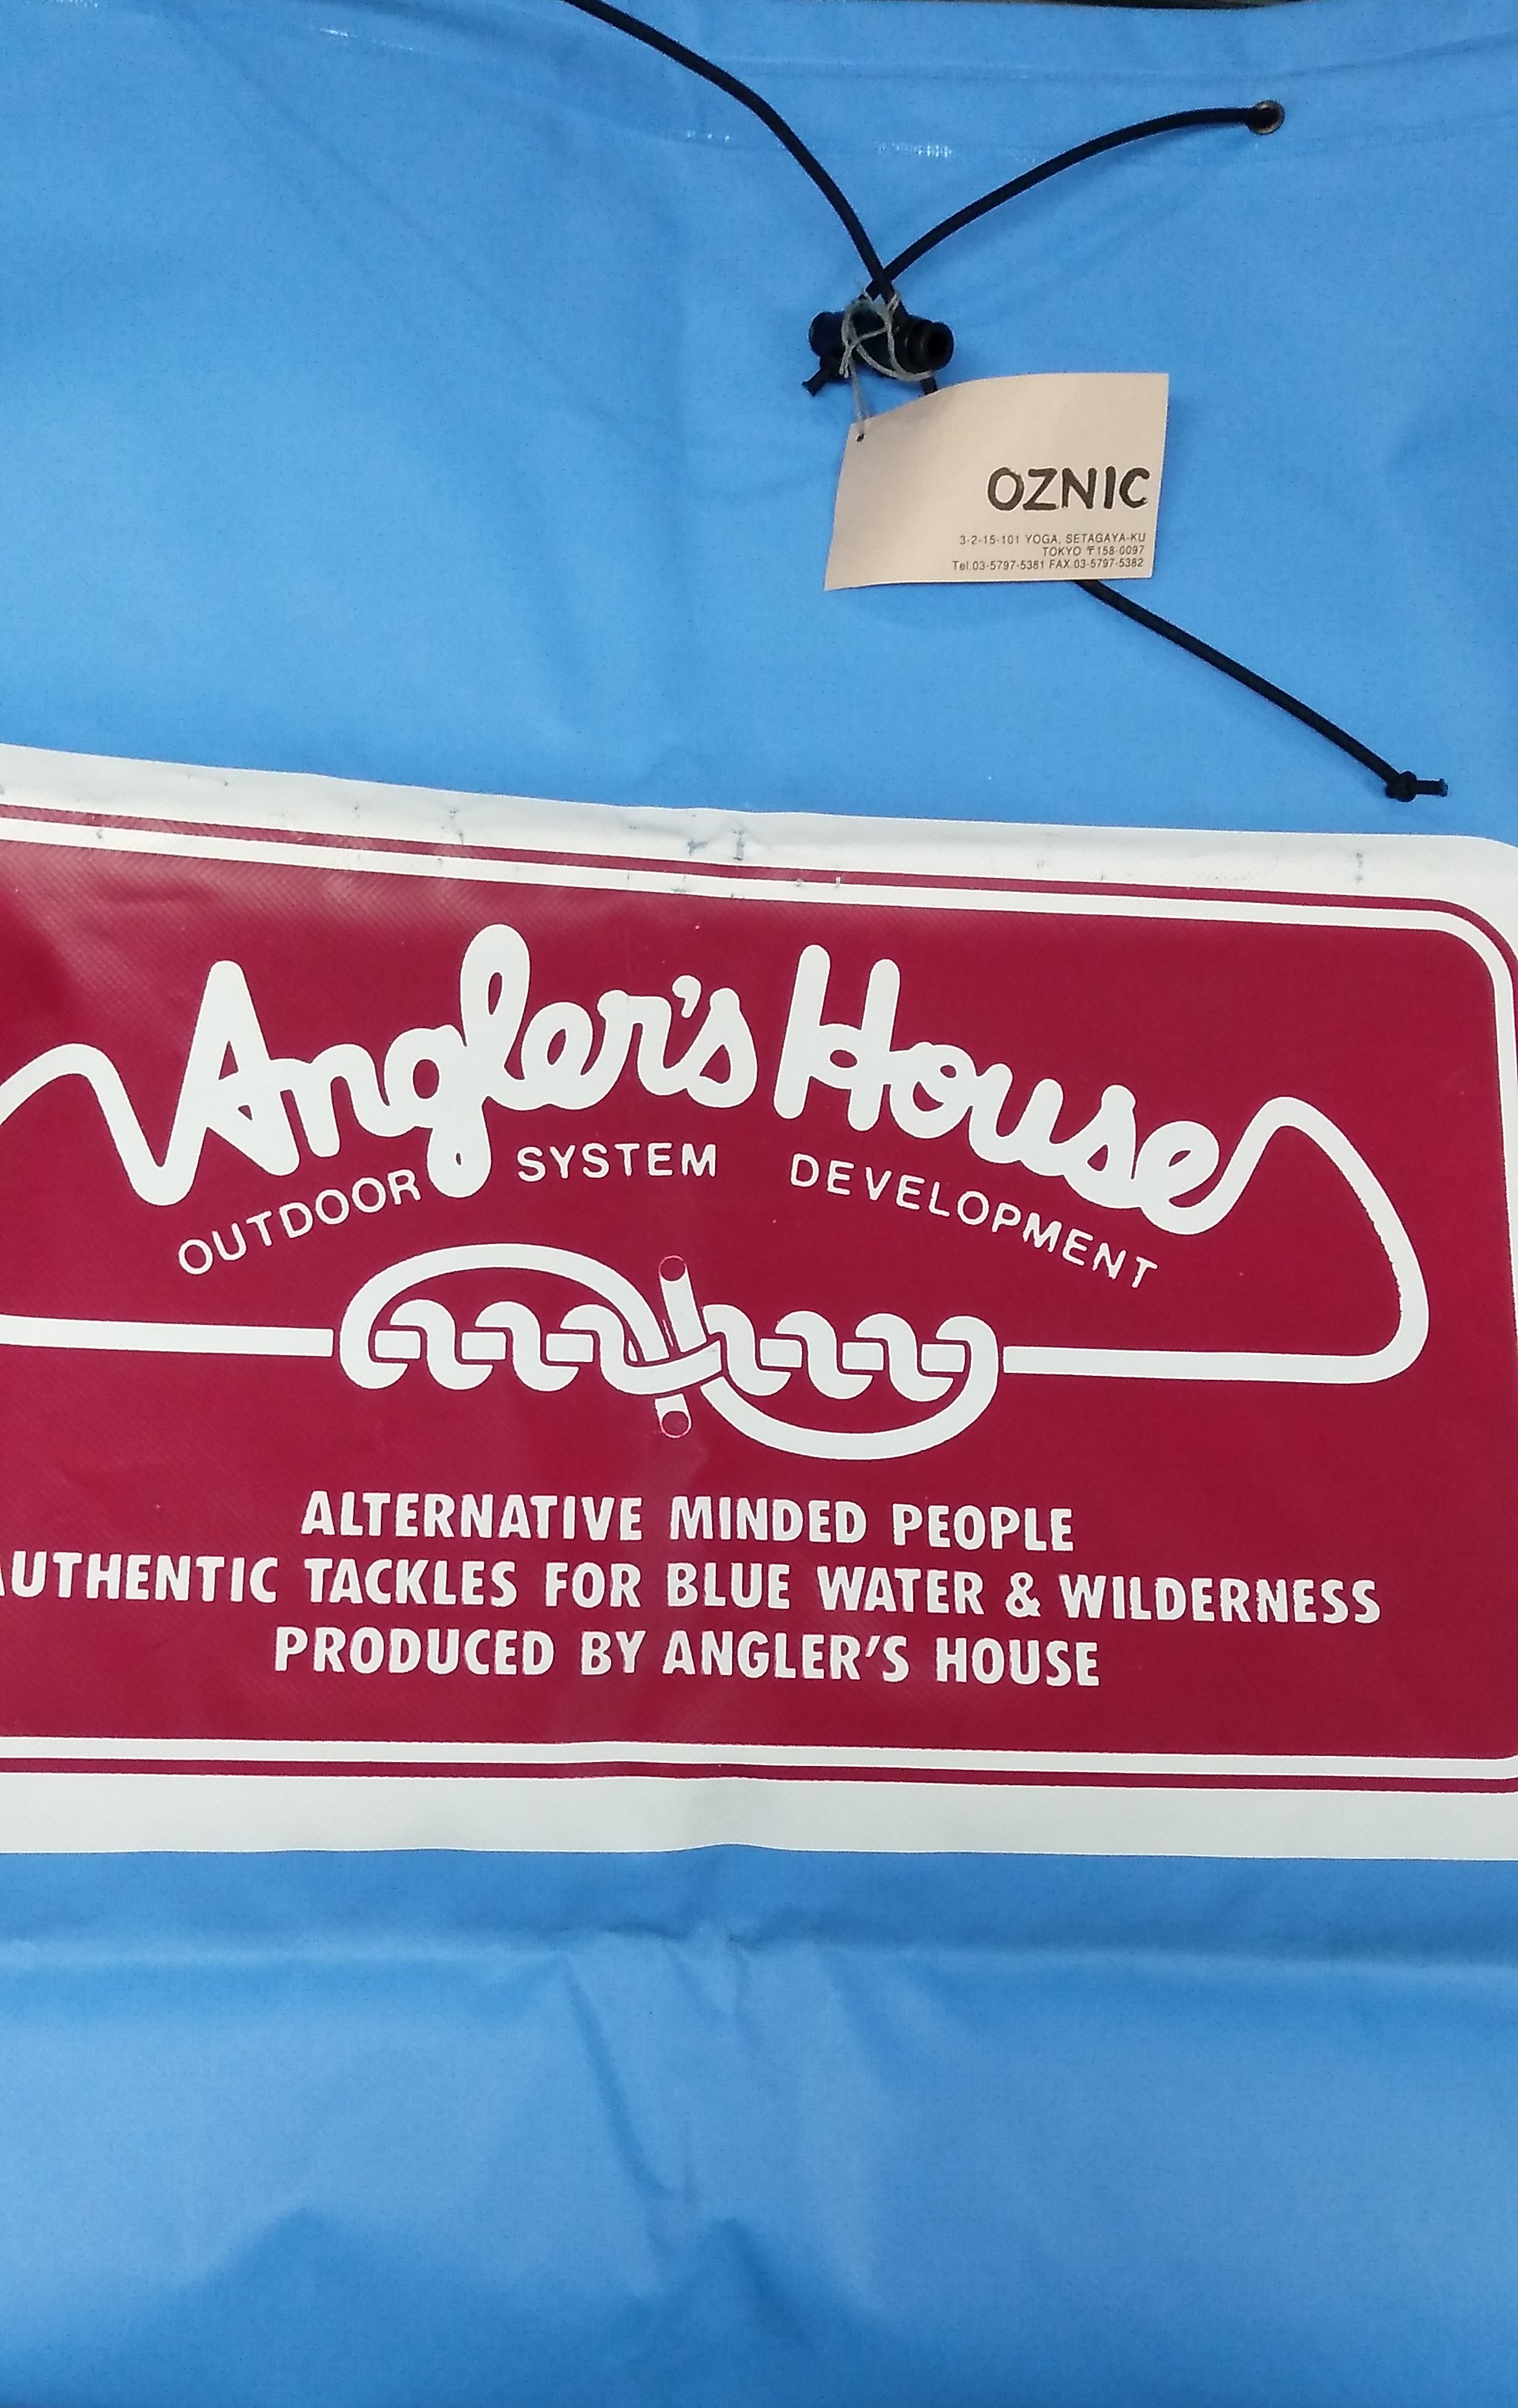 OZNIC
3-2-15-101 YOGA, SETAGAYA-KU
TOKYO 〒158-0097
Tel.03-5797-5381 FAX.03-5797-5382
Angler's House
OUTDOOR SYSTEM DEVELOPMENT
ALTERNATIVE MINDED PEOPLE
AUTHENTIC TACKLES FOR BLUE WATER & WILDERNESS
PRODUCED BY ANGLER'S HOUSE